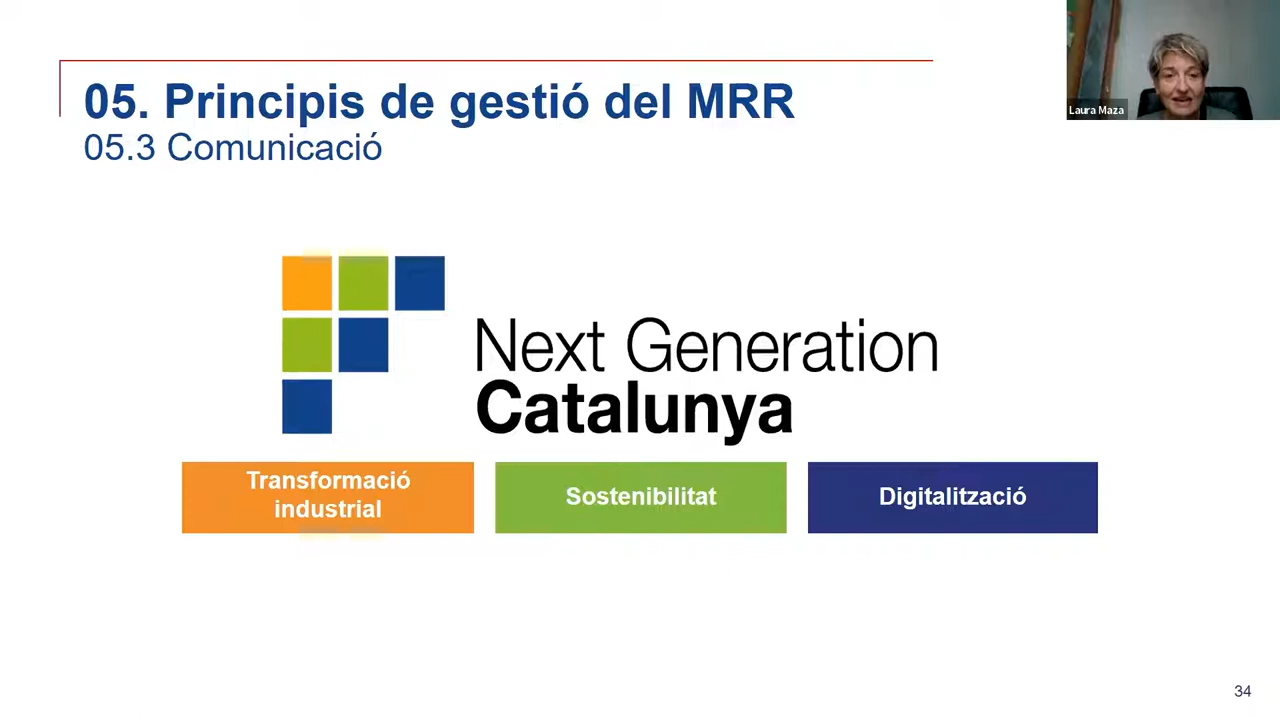 05. Principis de gestió del MRR
05.3 Comunicació
Laura Maza
Next Generation
Catalunya
Transformació
industrial
Sostenibilitat
Digitalització
34